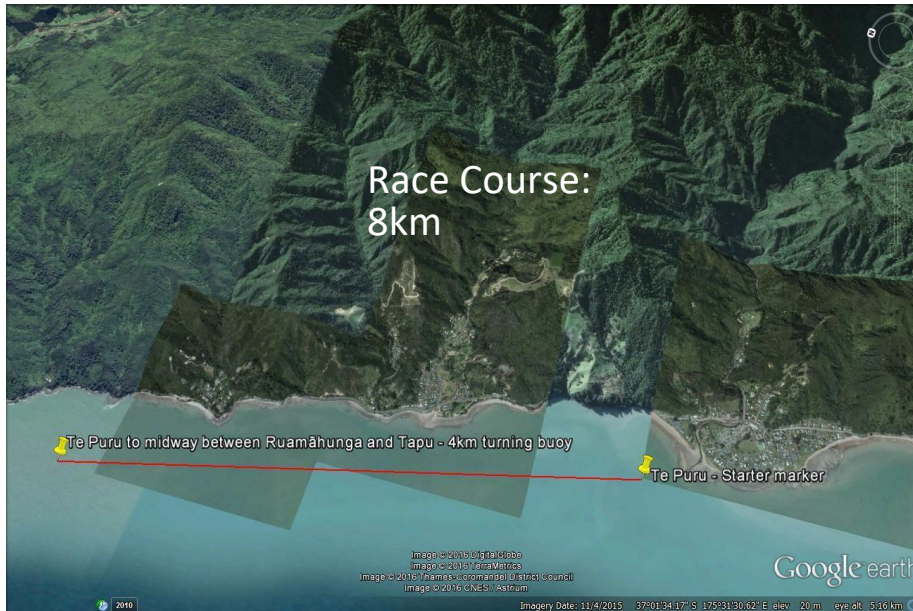 Race Course:
8km
Te Puru to midway between Ruamāhunga and Tapu - 4km turning buoy
Te Puru - Starter marker
Image © 2016 DigitalGlobe
Image © 2016 TerraMetrics
Image © 2016 Thames-Coromandel District Council
Image © 2016 CNES / Astrium
Google earth
2010
Imagery Date: 11/4/2015 37°01'34.17" S 175°31'30.62" E elev 20 m eye alt 5.16 km